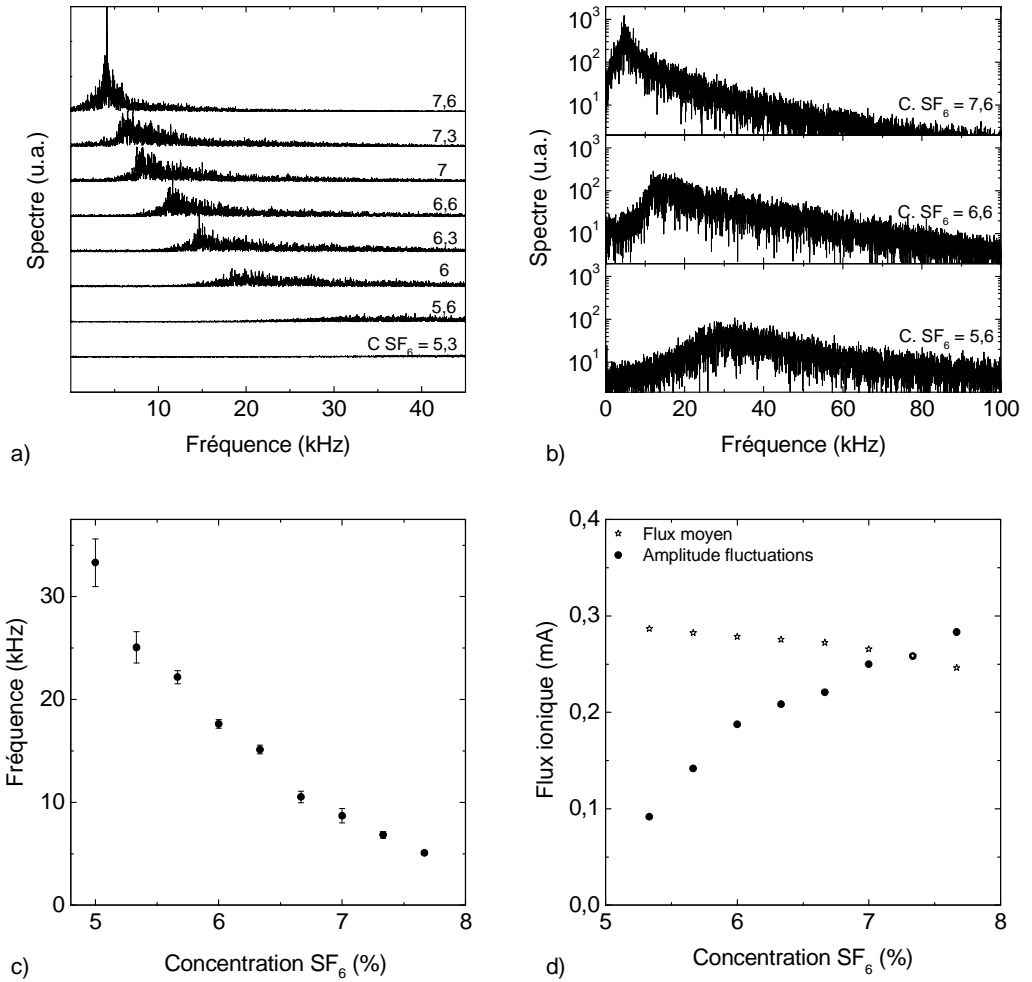 Spectre (u.a.)
7,6
7,3
7
6,6
6,3
6
5,6
C SF₆ = 5,3
10 20 30 40
Fréquence (kHz)
a)
Spectre (u.a.)
10³
10²
10¹
C. SF₆ = 7,6
10³
10²
10¹
C. SF₆ = 6,6
10³
10²
10¹
C. SF₆ = 5,6
0 20 40 60 80 100
Fréquence (kHz)
b)
Fréquence (kHz)
30
20
10
0
5 6 7 8
Concentration SF₆ (%)
c)
Flux ionique (mA)
0,4
0,3
0,2
0,1
0,0
Flux moyen
Amplitude fluctuations
5 6 7 8
Concentration SF₆ (%)
d)